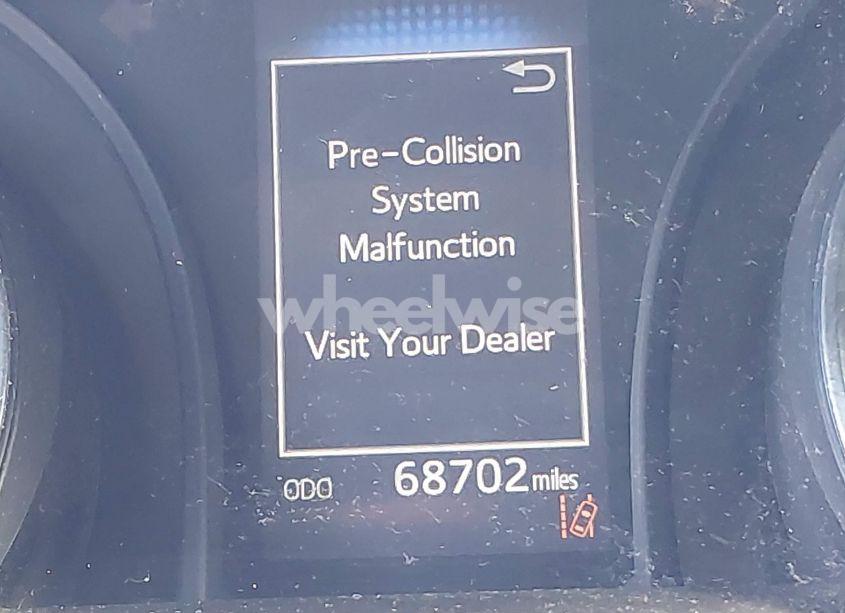 Pre-Collision
System
Malfunction
wheelwise
Visit Your Dealer
ODO 68702 miles